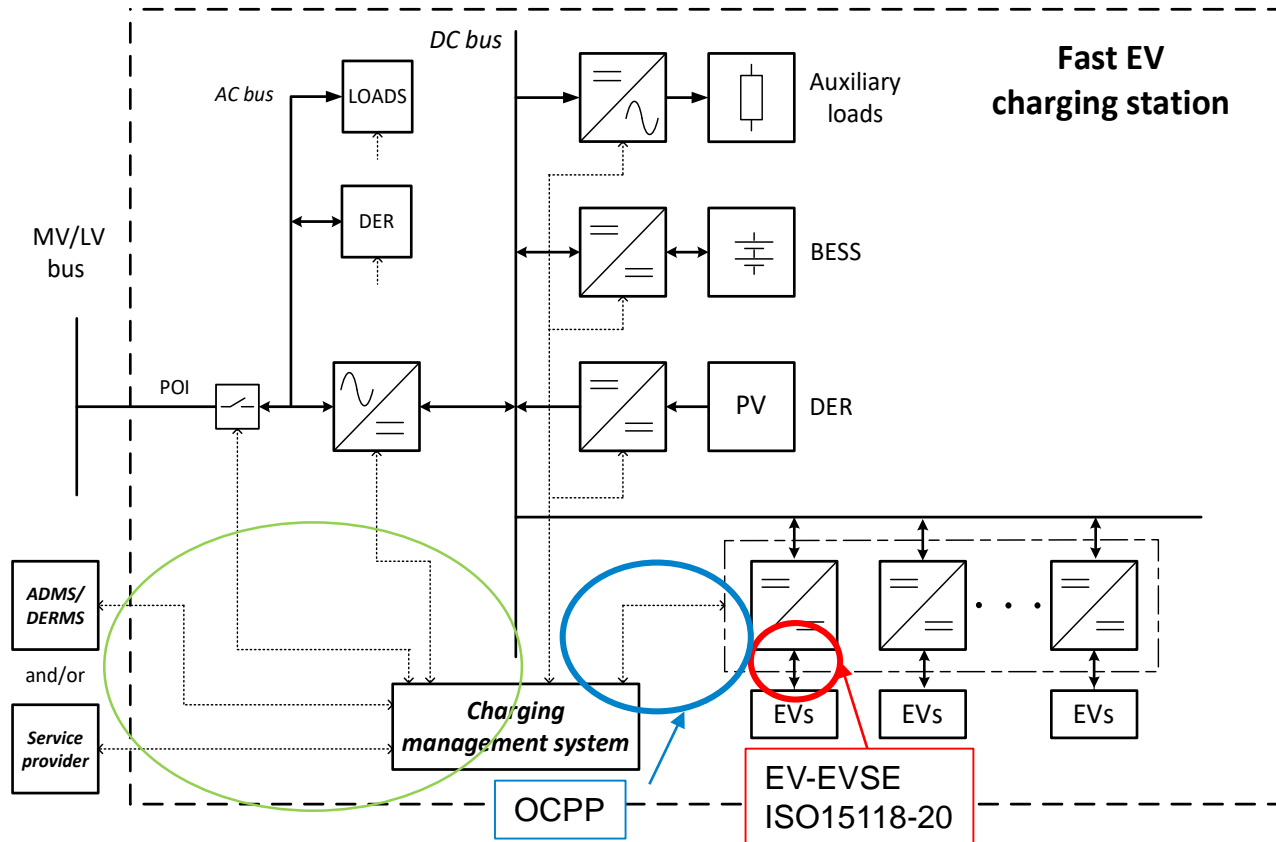 DC bus
Fast EV
charging station
AC bus
LOADS
Auxiliary
loads
DER
MV/LV
bus
BESS
POI
PV
DER
ADMS/
DERMS
and/or
Service
provider
Charging
management system
EVs
EVs
EVs
OCPP
EV-EVSE
ISO15118-20